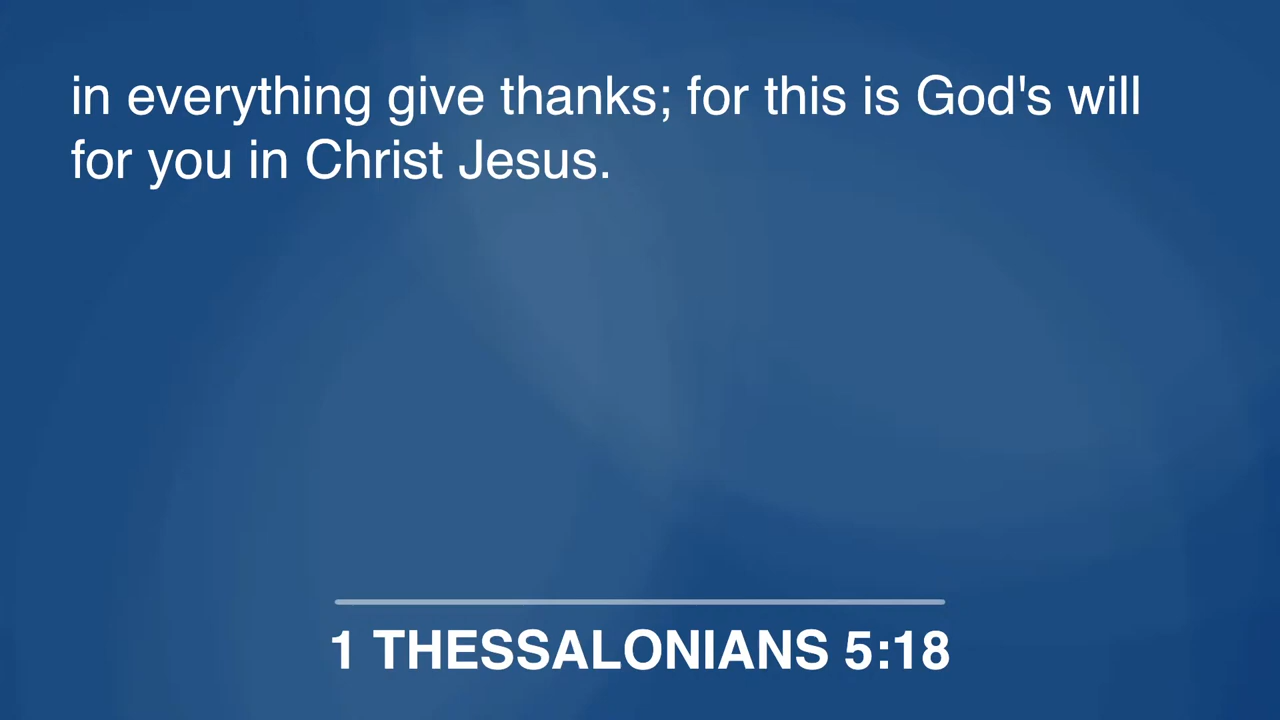 in everything give thanks; for this is God's will
for you in Christ Jesus.
1 THESSALONIANS 5:18